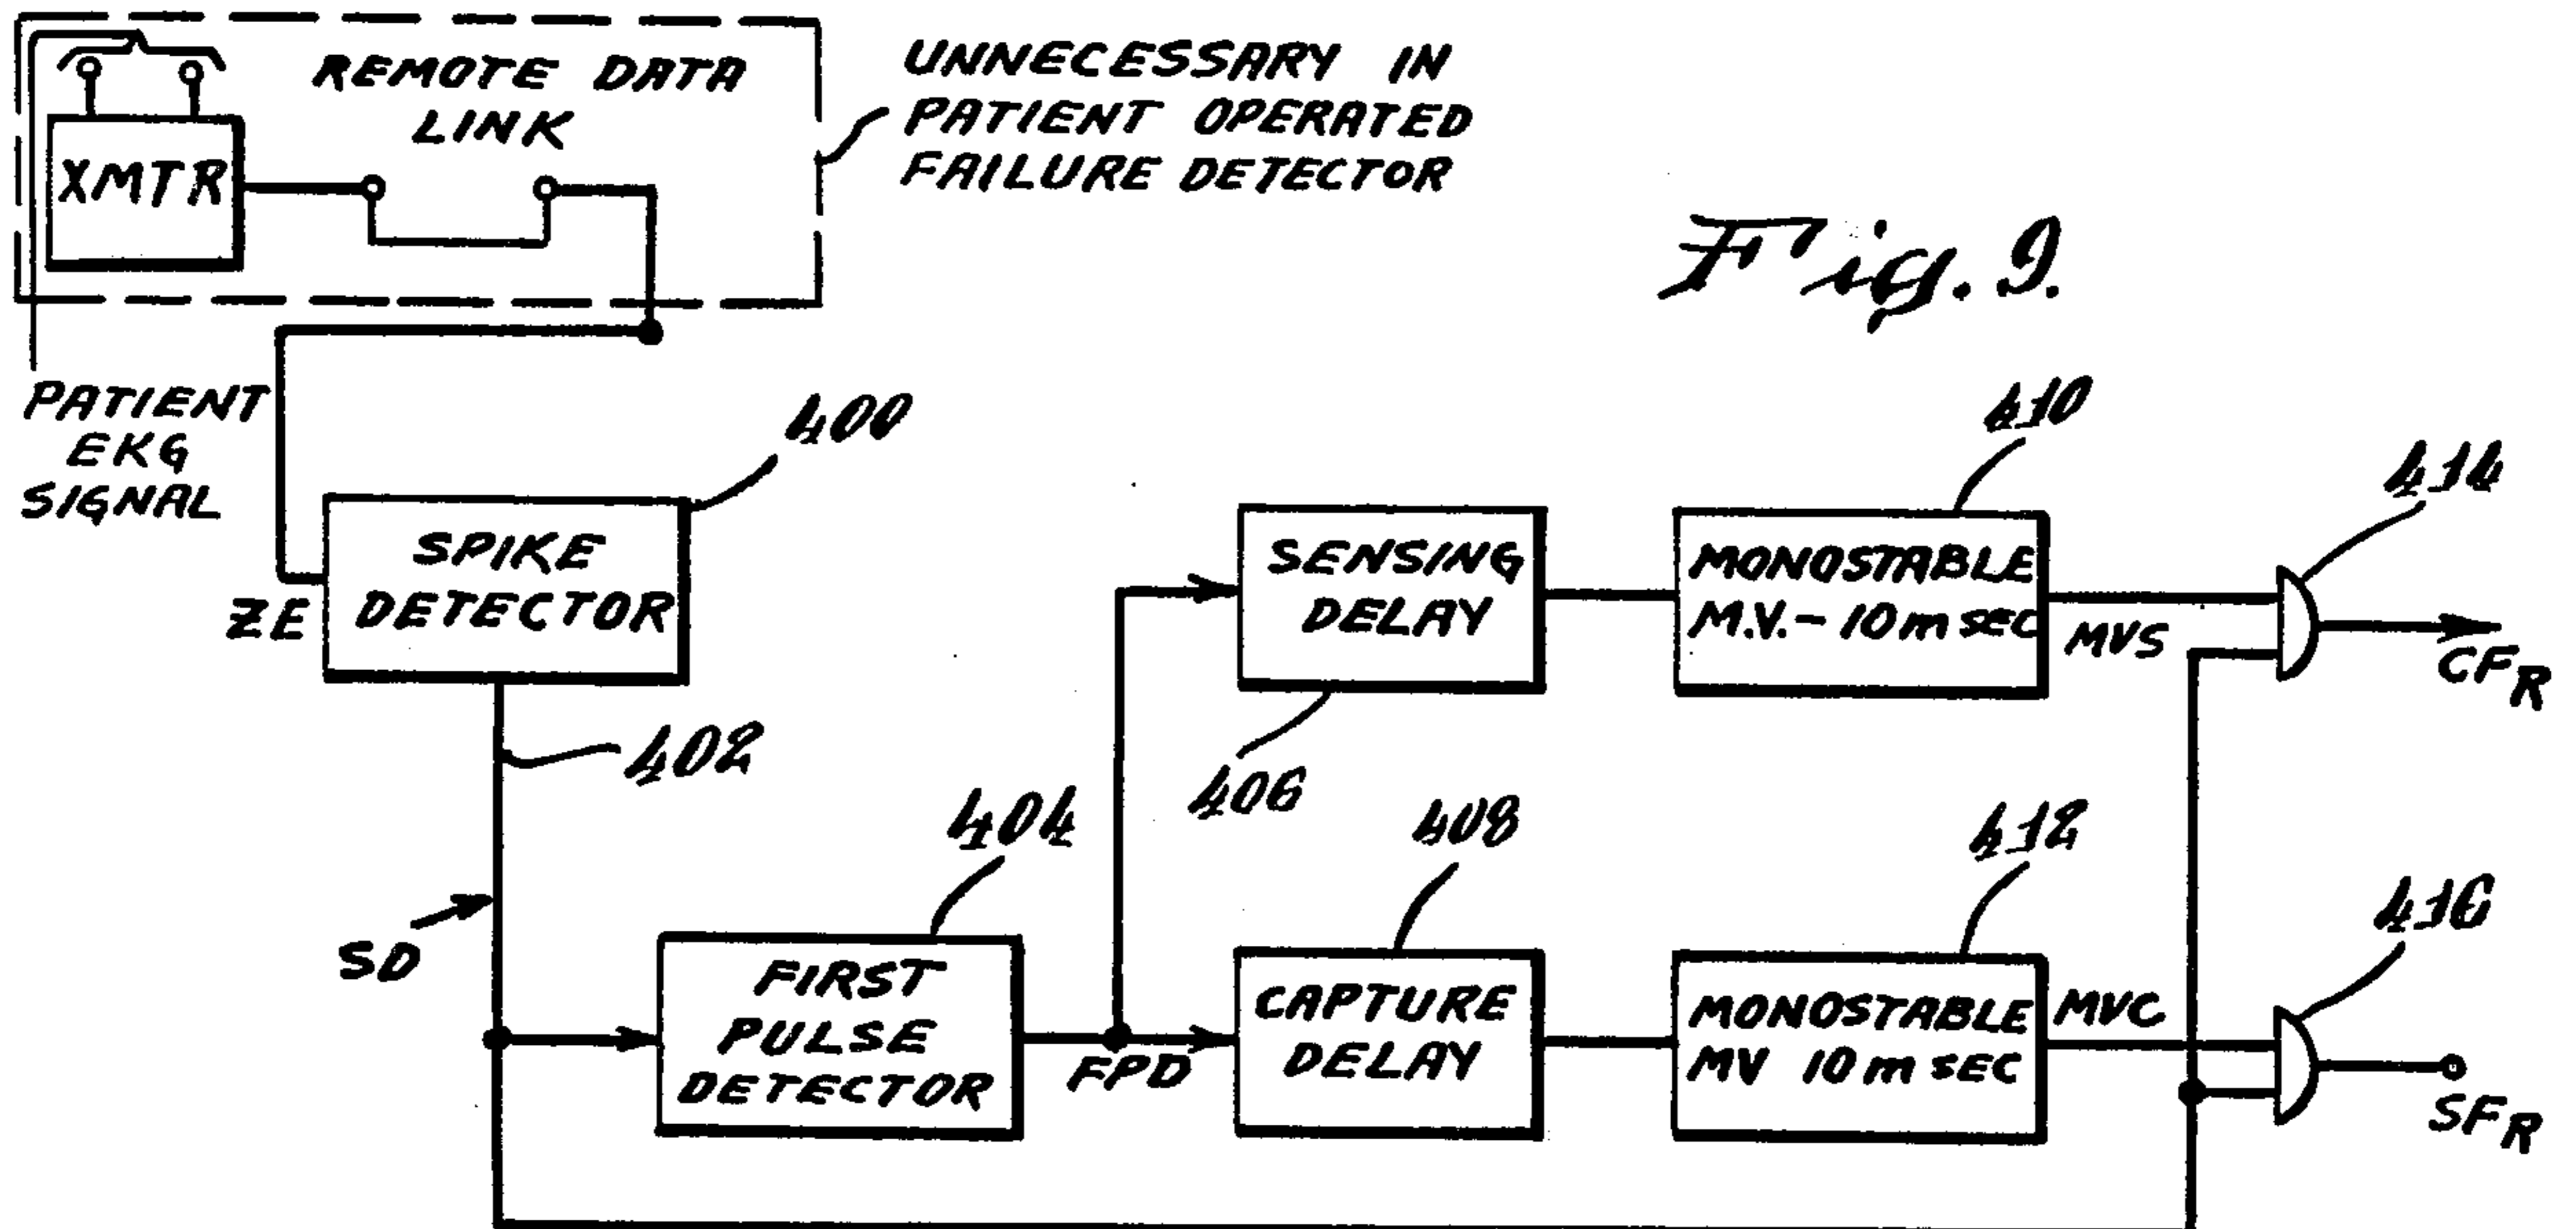 REMOTE DATA
LINK
XMTR
UNNECESSARY IN
PATIENT OPERATED
FAILURE DETECTOR
Fig. 9.
PATIENT
EKG
SIGNAL
400
ZE
SPIKE
DETECTOR
402
SD
404
FIRST
PULSE
DETECTOR
FPD
SENSING
DELAY
406
408
CAPTURE
DELAY
410
MONOSTABLE
M.V. - 10 m SEC
MVS
412
MONOSTABLE
MV 10 m SEC
MVC
414
CFR
416
SFR